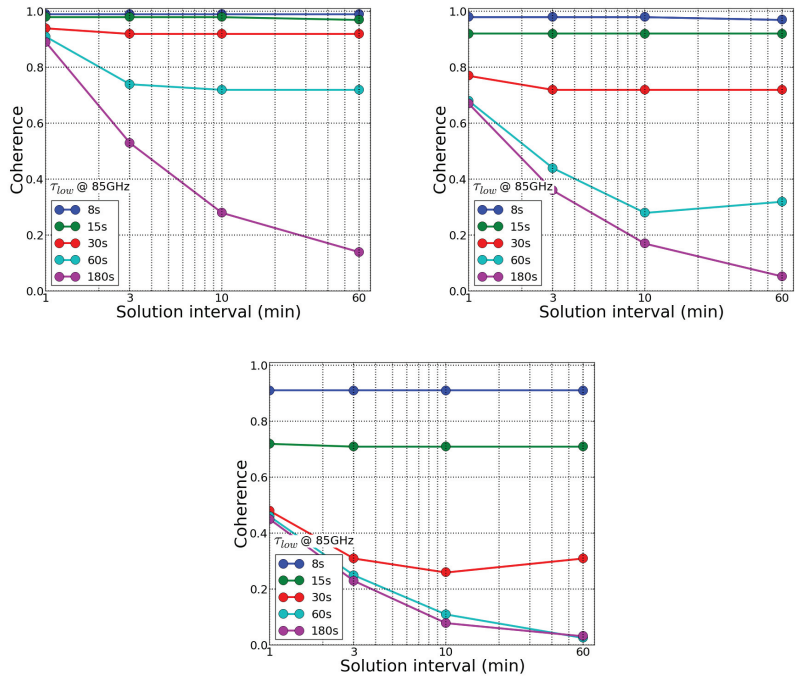 1.0
0.8
0.6
0.4
0.2
0.0
Coherence
τlow @ 85GHz
8s
15s
30s
60s
180s
1 3 10 60
Solution interval (min)
1.0
0.8
0.6
0.4
0.2
0.0
Coherence
τlow @ 85GHz
8s
15s
30s
60s
180s
1 3 10 60
Solution interval (min)
1.0
0.8
0.6
0.4
0.2
0.0
Coherence
τlow @ 85GHz
8s
15s
30s
60s
180s
1 3 10 60
Solution interval (min)